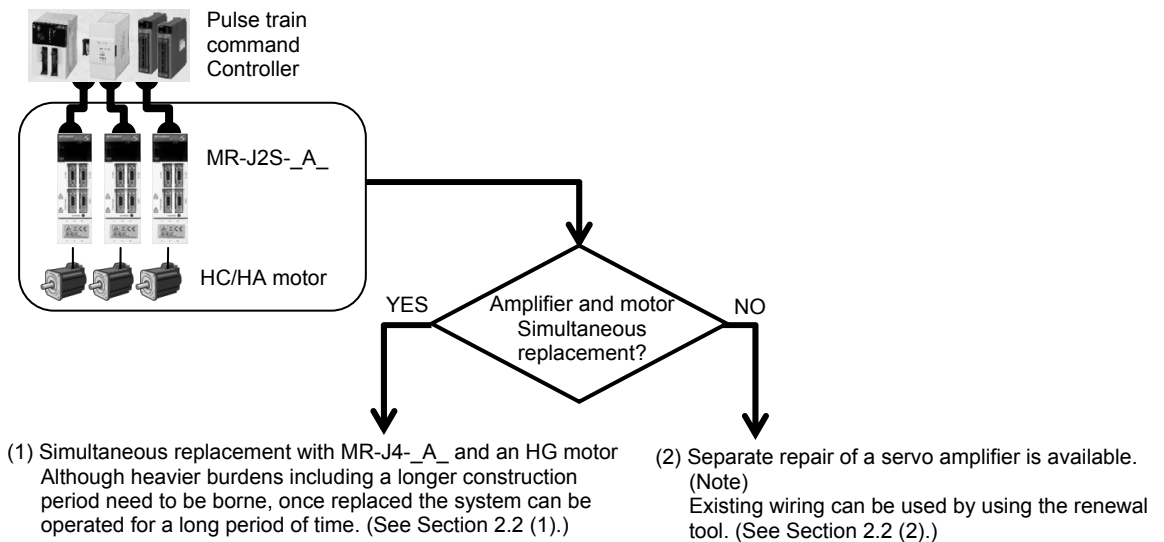 Pulse train
command
Controller
MR-J2S-_A_
HC/HA motor
YES
Amplifier and motor
Simultaneous
replacement?
NO
(1) Simultaneous replacement with MR-J4-_A_ and an HG motor
Although heavier burdens including a longer construction
period need to be borne, once replaced the system can be
operated for a long period of time. (See Section 2.2 (1).)
(2) Separate repair of a servo amplifier is available.
(Note)
Existing wiring can be used by using the renewal
tool. (See Section 2.2 (2).)